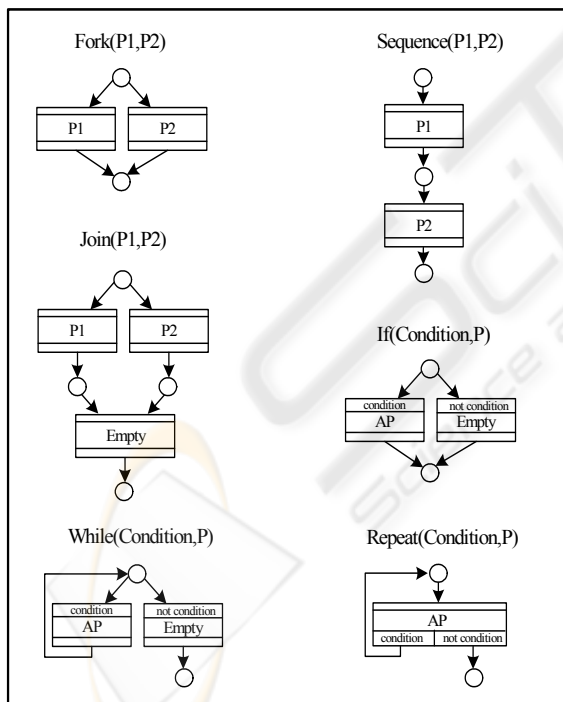 Fork(P1,P2)
P1
P2
Sequence(P1,P2)
P1
P2
Join(P1,P2)
P1
P2
Empty
If(Condition,P)
condition
AP
not condition
Empty
While(Condition,P)
condition
AP
not condition
Empty
Repeat(Condition,P)
AP
condition
not condition